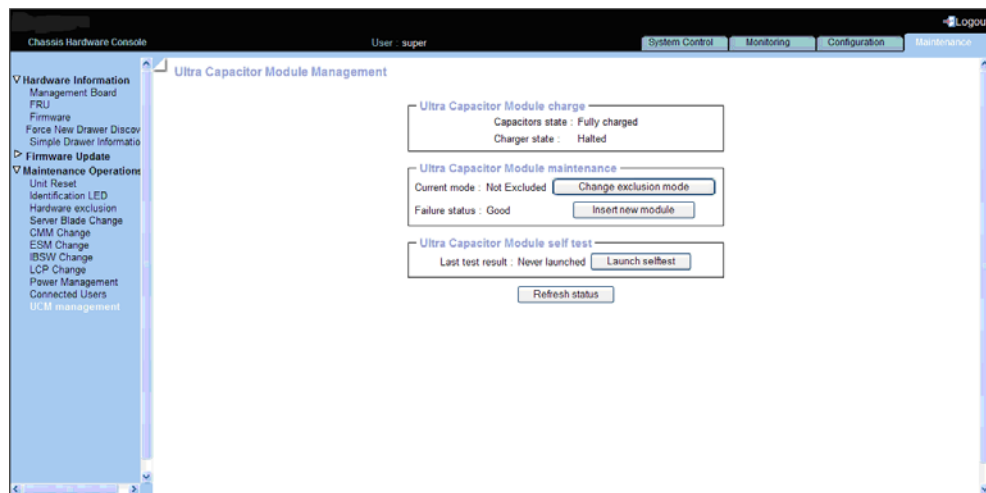 Logou
Chassis Hardware Console
User : super
System Control
Monitoring
Configuration
Maintenance
Hardware Information
Management Board
FRU
Firmware
Force New Drawer Discov
Simple Drawer Informatio
Firmware Update
Maintenance Operations
Unit Reset
Identification LED
Hardware exclusion
Server Blade Change
CMM Change
ESM Change
IBSW Change
LCP Change
Power Management
Connected Users
UCM management
Ultra Capacitor Module Management
Ultra Capacitor Module charge
Capacitors state : Fully charged
Charger state : Halted
Ultra Capacitor Module maintenance
Current mode : Not Excluded Change exclusion mode
Failure status : Good Insert new module
Ultra Capacitor Module self test
Last test result : Never launched Launch selftest
Refresh status